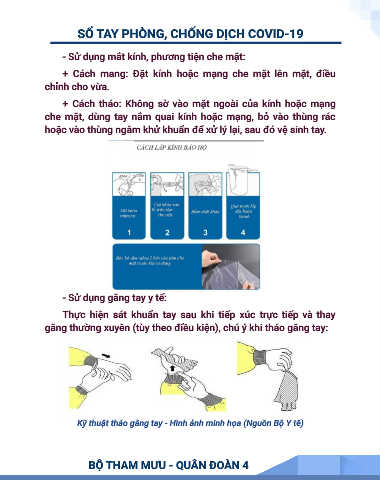 SỔ TAY PHÒNG, CHỐNG DỊCH COVID-19
- Sử dụng mắt kính, phương tiện che mặt:
+ Cách mang: Đặt kính hoặc mạng che mặt lên mặt, điều
chỉnh cho vừa.
+ Cách tháo: Không sờ vào mặt ngoài của kính hoặc mạng
che mặt, dùng tay nắm quai kính hoặc mạng, bỏ vào thùng rác
hoặc vào thùng ngâm khử khuẩn để xử lý lại, sau đó vệ sinh tay.
CÁCH LẮP KÍNH BẢO HỘ
1 2 3 4
- Sử dụng găng tay y tế:
Thực hiện sát khuẩn tay sau khi tiếp xúc trực tiếp và thay
găng thường xuyên (tùy theo điều kiện), chú ý khi tháo găng tay:
Kỹ thuật tháo găng tay - Hình ảnh minh họa (Nguồn Bộ Y tế)
BỘ THAM MƯU - QUÂN ĐOÀN 4